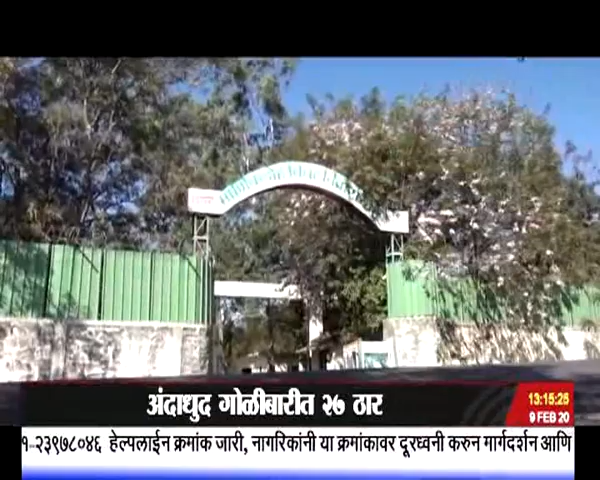 अंदाधुद गोळीबारीत २७ ठार
13:15:25
9 FEB 20
१-२३९७८०४६ हेल्पलाईन क्रमांक जारी, नागरिकांनी या क्रमांकावर दूरध्वनी करुन मार्गदर्शन आणि